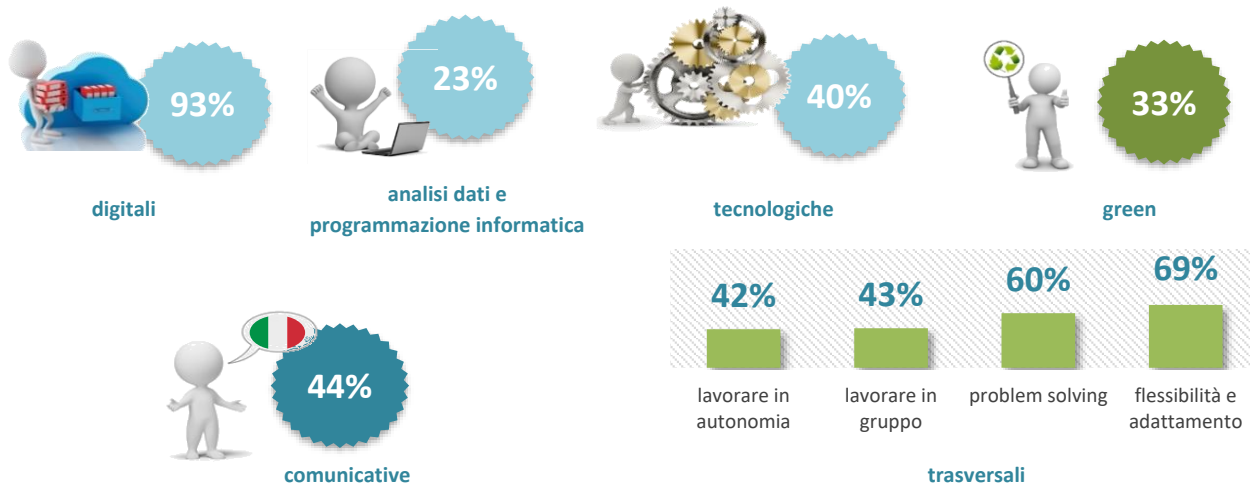 93%
23%
40%
33%
digitali
analisi dati e
programmazione informatica
tecnologiche
green
44%
comunicative
42%
43%
60%
69%
lavorare in
autonomia
lavorare in
gruppo
problem solving
flessibilità e
adattamento
trasversali